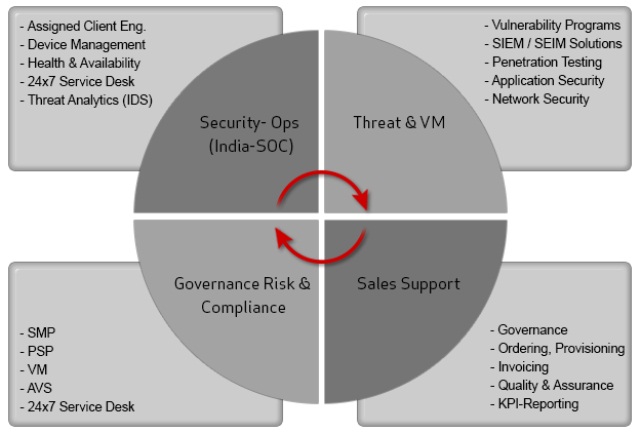 - Assigned Client Eng.
- Device Management
- Health & Availability
- 24x7 Service Desk
- Threat Analytics (IDS)
- Vulnerability Programs
- SIEM / SEIM Solutions
- Penetration Testing
- Application Security
- Network Security
Security- Ops
(India-SOC)
Threat & VM
Governance Risk &
Compliance
Sales Support
- SMP
- PSP
- VM
- AVS
- 24x7 Service Desk
- Governance
- Ordering, Provisioning
- Invoicing
- Quality & Assurance
- KPI-Reporting